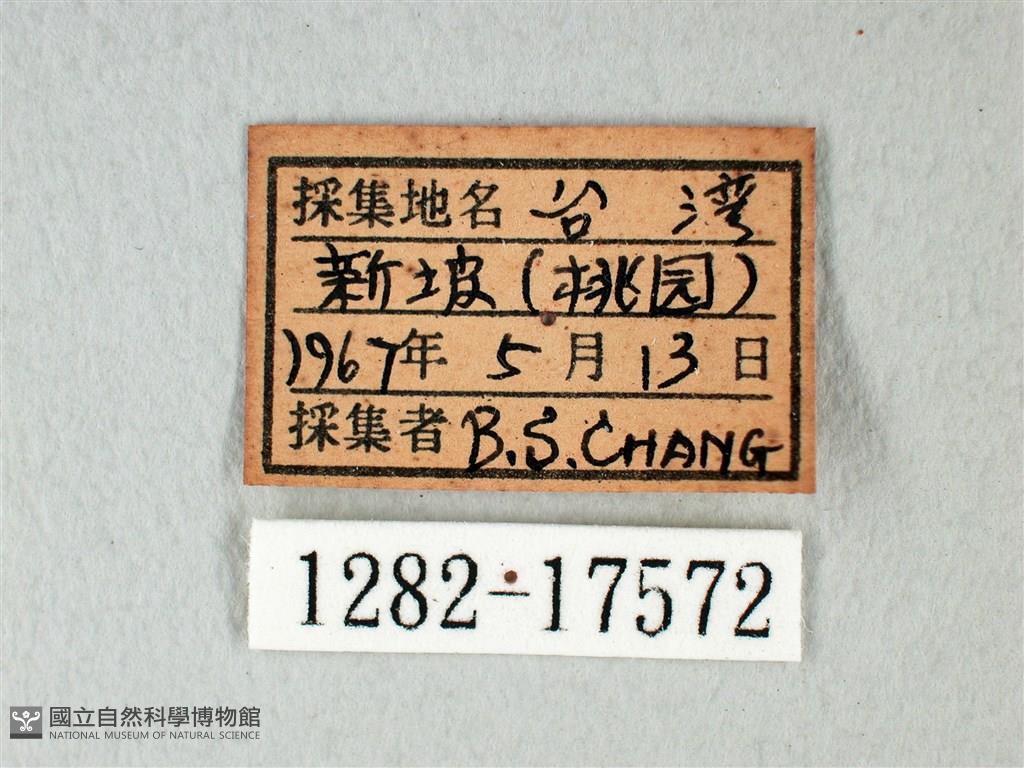 採集地名 台 湾
新坡(桃园)
1967年 5月13日
採集者 B.S.CHANG
1282-17572
國立自然科學博物館
NATIONAL MUSEUM OF NATURAL SCIENCE